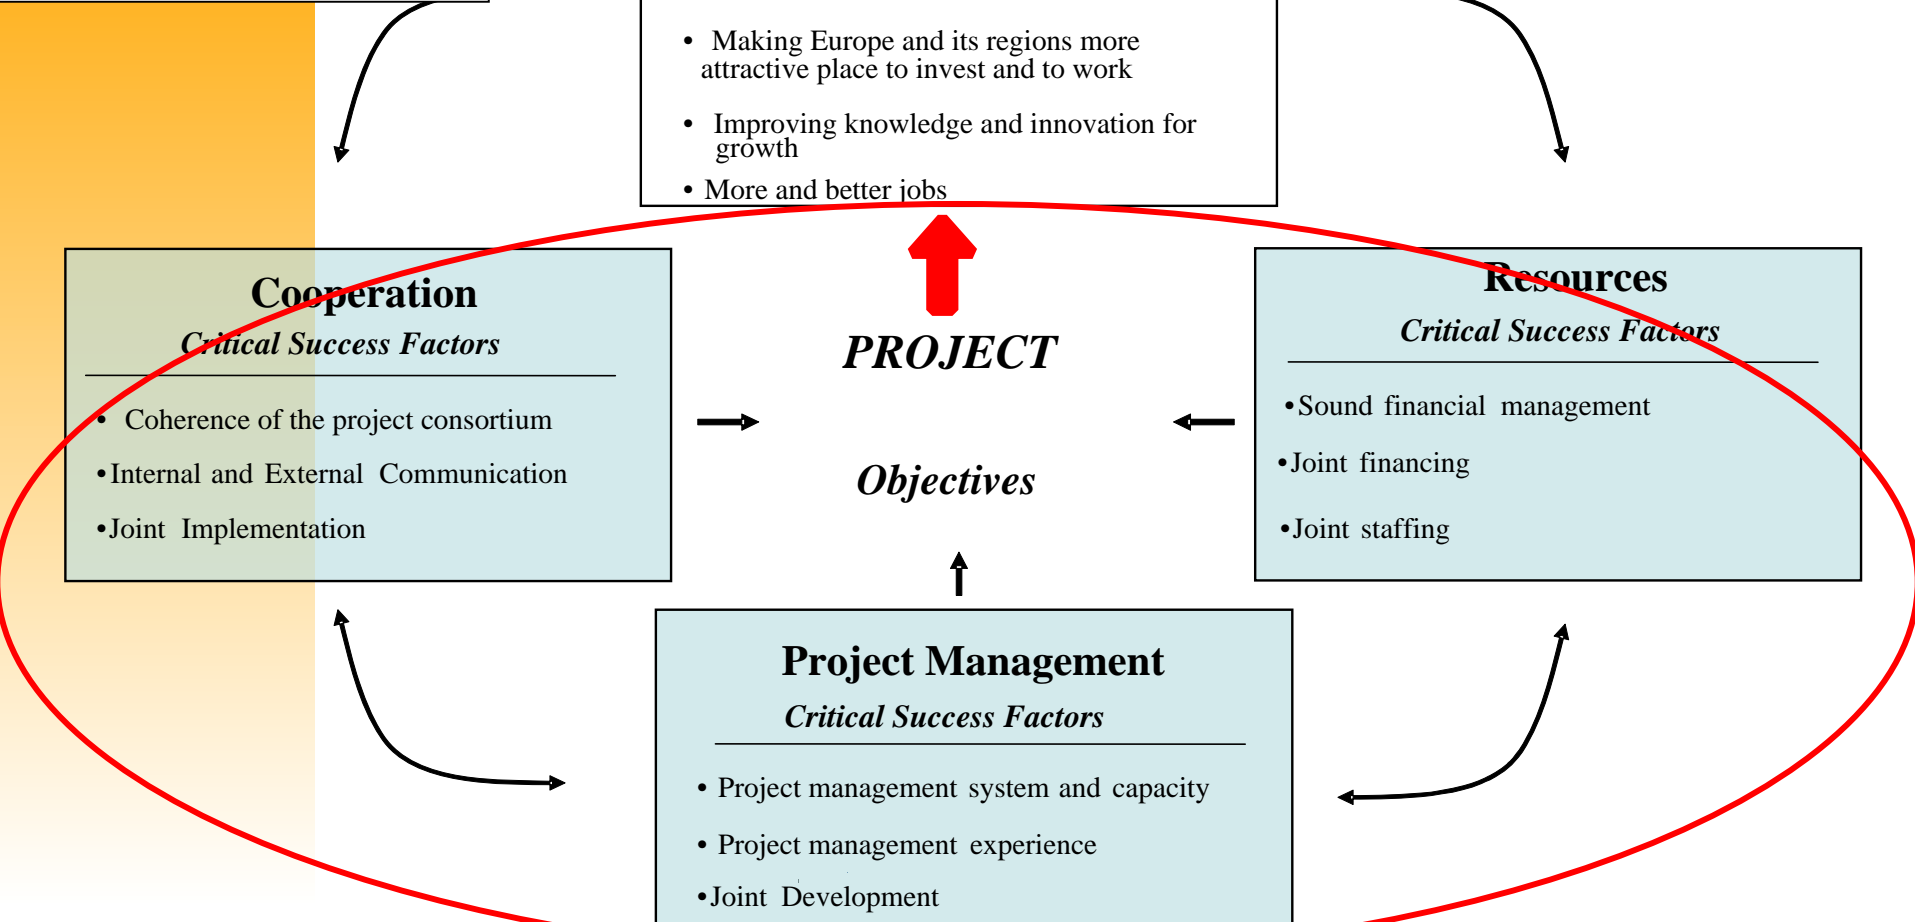 • Making Europe and its regions more
attractive place to invest and to work
• Improving knowledge and innovation for
growth
• More and better jobs
Cooperation
Critical Success Factors
• Coherence of the project consortium
•Internal and External Communication
•Joint Implementation
PROJECT
Objectives
Resources
Critical Success Factors
•Sound financial management
•Joint financing
•Joint staffing
Project Management
Critical Success Factors
• Project management system and capacity
• Project management experience
•Joint Development